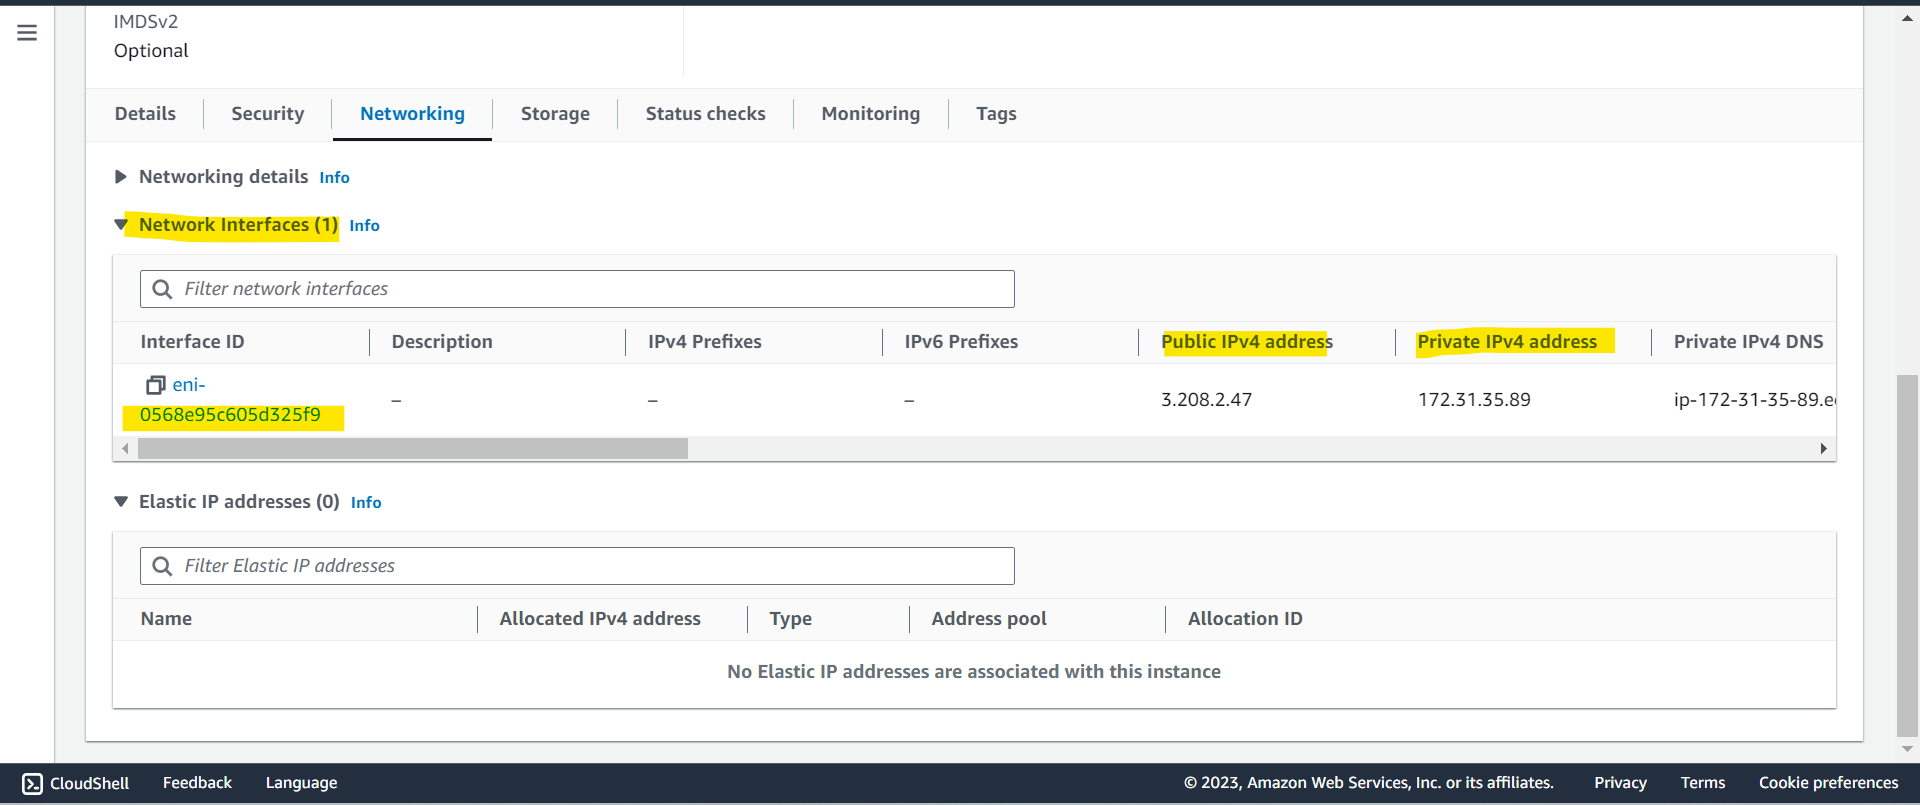 IMDSv2
Optional
Details Security Networking Storage Status checks Monitoring Tags
Networking details Info
Network Interfaces (1) Info
Filter network interfaces
Interface ID Description IPv4 Prefixes IPv6 Prefixes Public IPv4 address Private IPv4 address Private IPv4 DNS
eni-
0568e95c605d325f9 – – – 3.208.2.47 172.31.35.89 ip-172-31-35-89.e
Elastic IP addresses (0) Info
Filter Elastic IP addresses
Name Allocated IPv4 address Type Address pool Allocation ID
No Elastic IP addresses are associated with this instance
CloudShell Feedback Language © 2023, Amazon Web Services, Inc. or its affiliates. Privacy Terms Cookie preferences